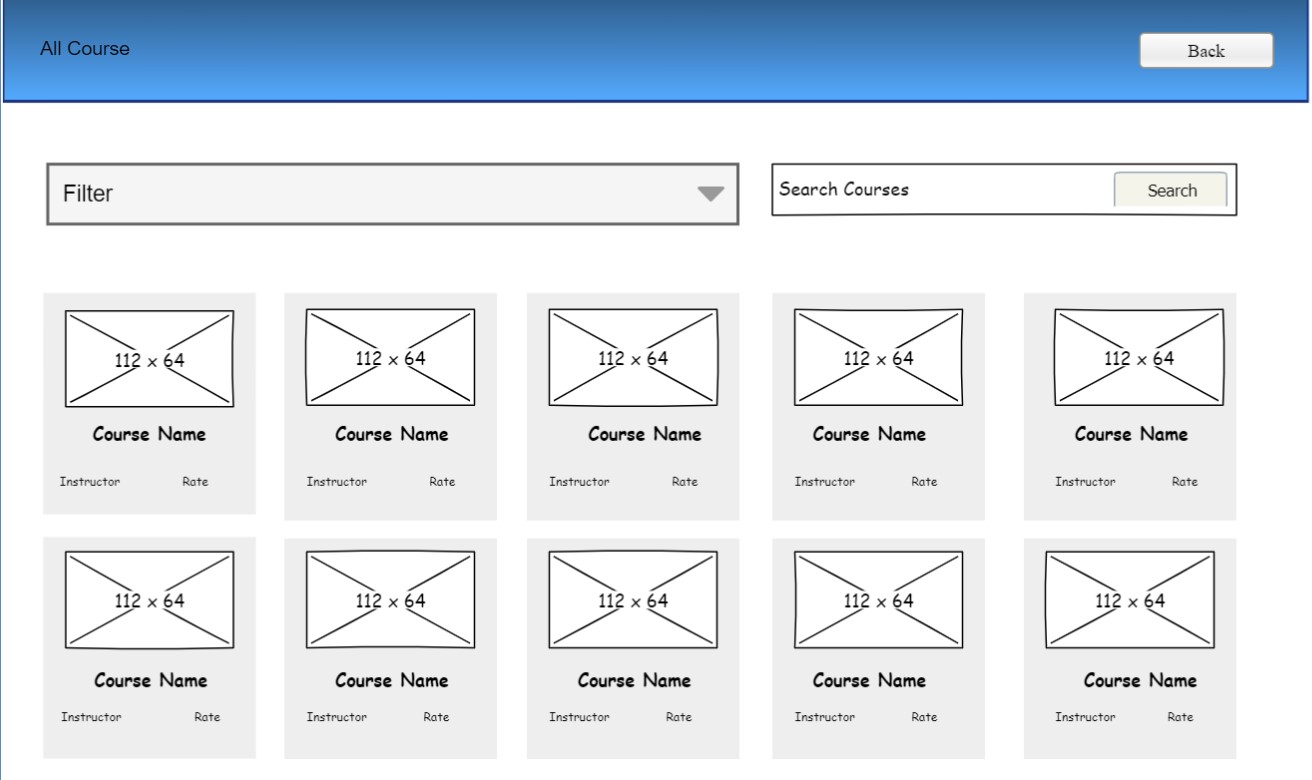 All Course
Back
Filter
Search Courses
Search
112 x 64
112 x 64
112 x 64
112 x 64
112 x 64
Course Name
Course Name
Course Name
Course Name
Course Name
Instructor Rate
Instructor Rate
Instructor Rate
Instructor Rate
Instructor Rate
112 x 64
112 x 64
112 x 64
112 x 64
112 x 64
Course Name
Course Name
Course Name
Course Name
Course Name
Instructor Rate
Instructor Rate
Instructor Rate
Instructor Rate
Instructor Rate